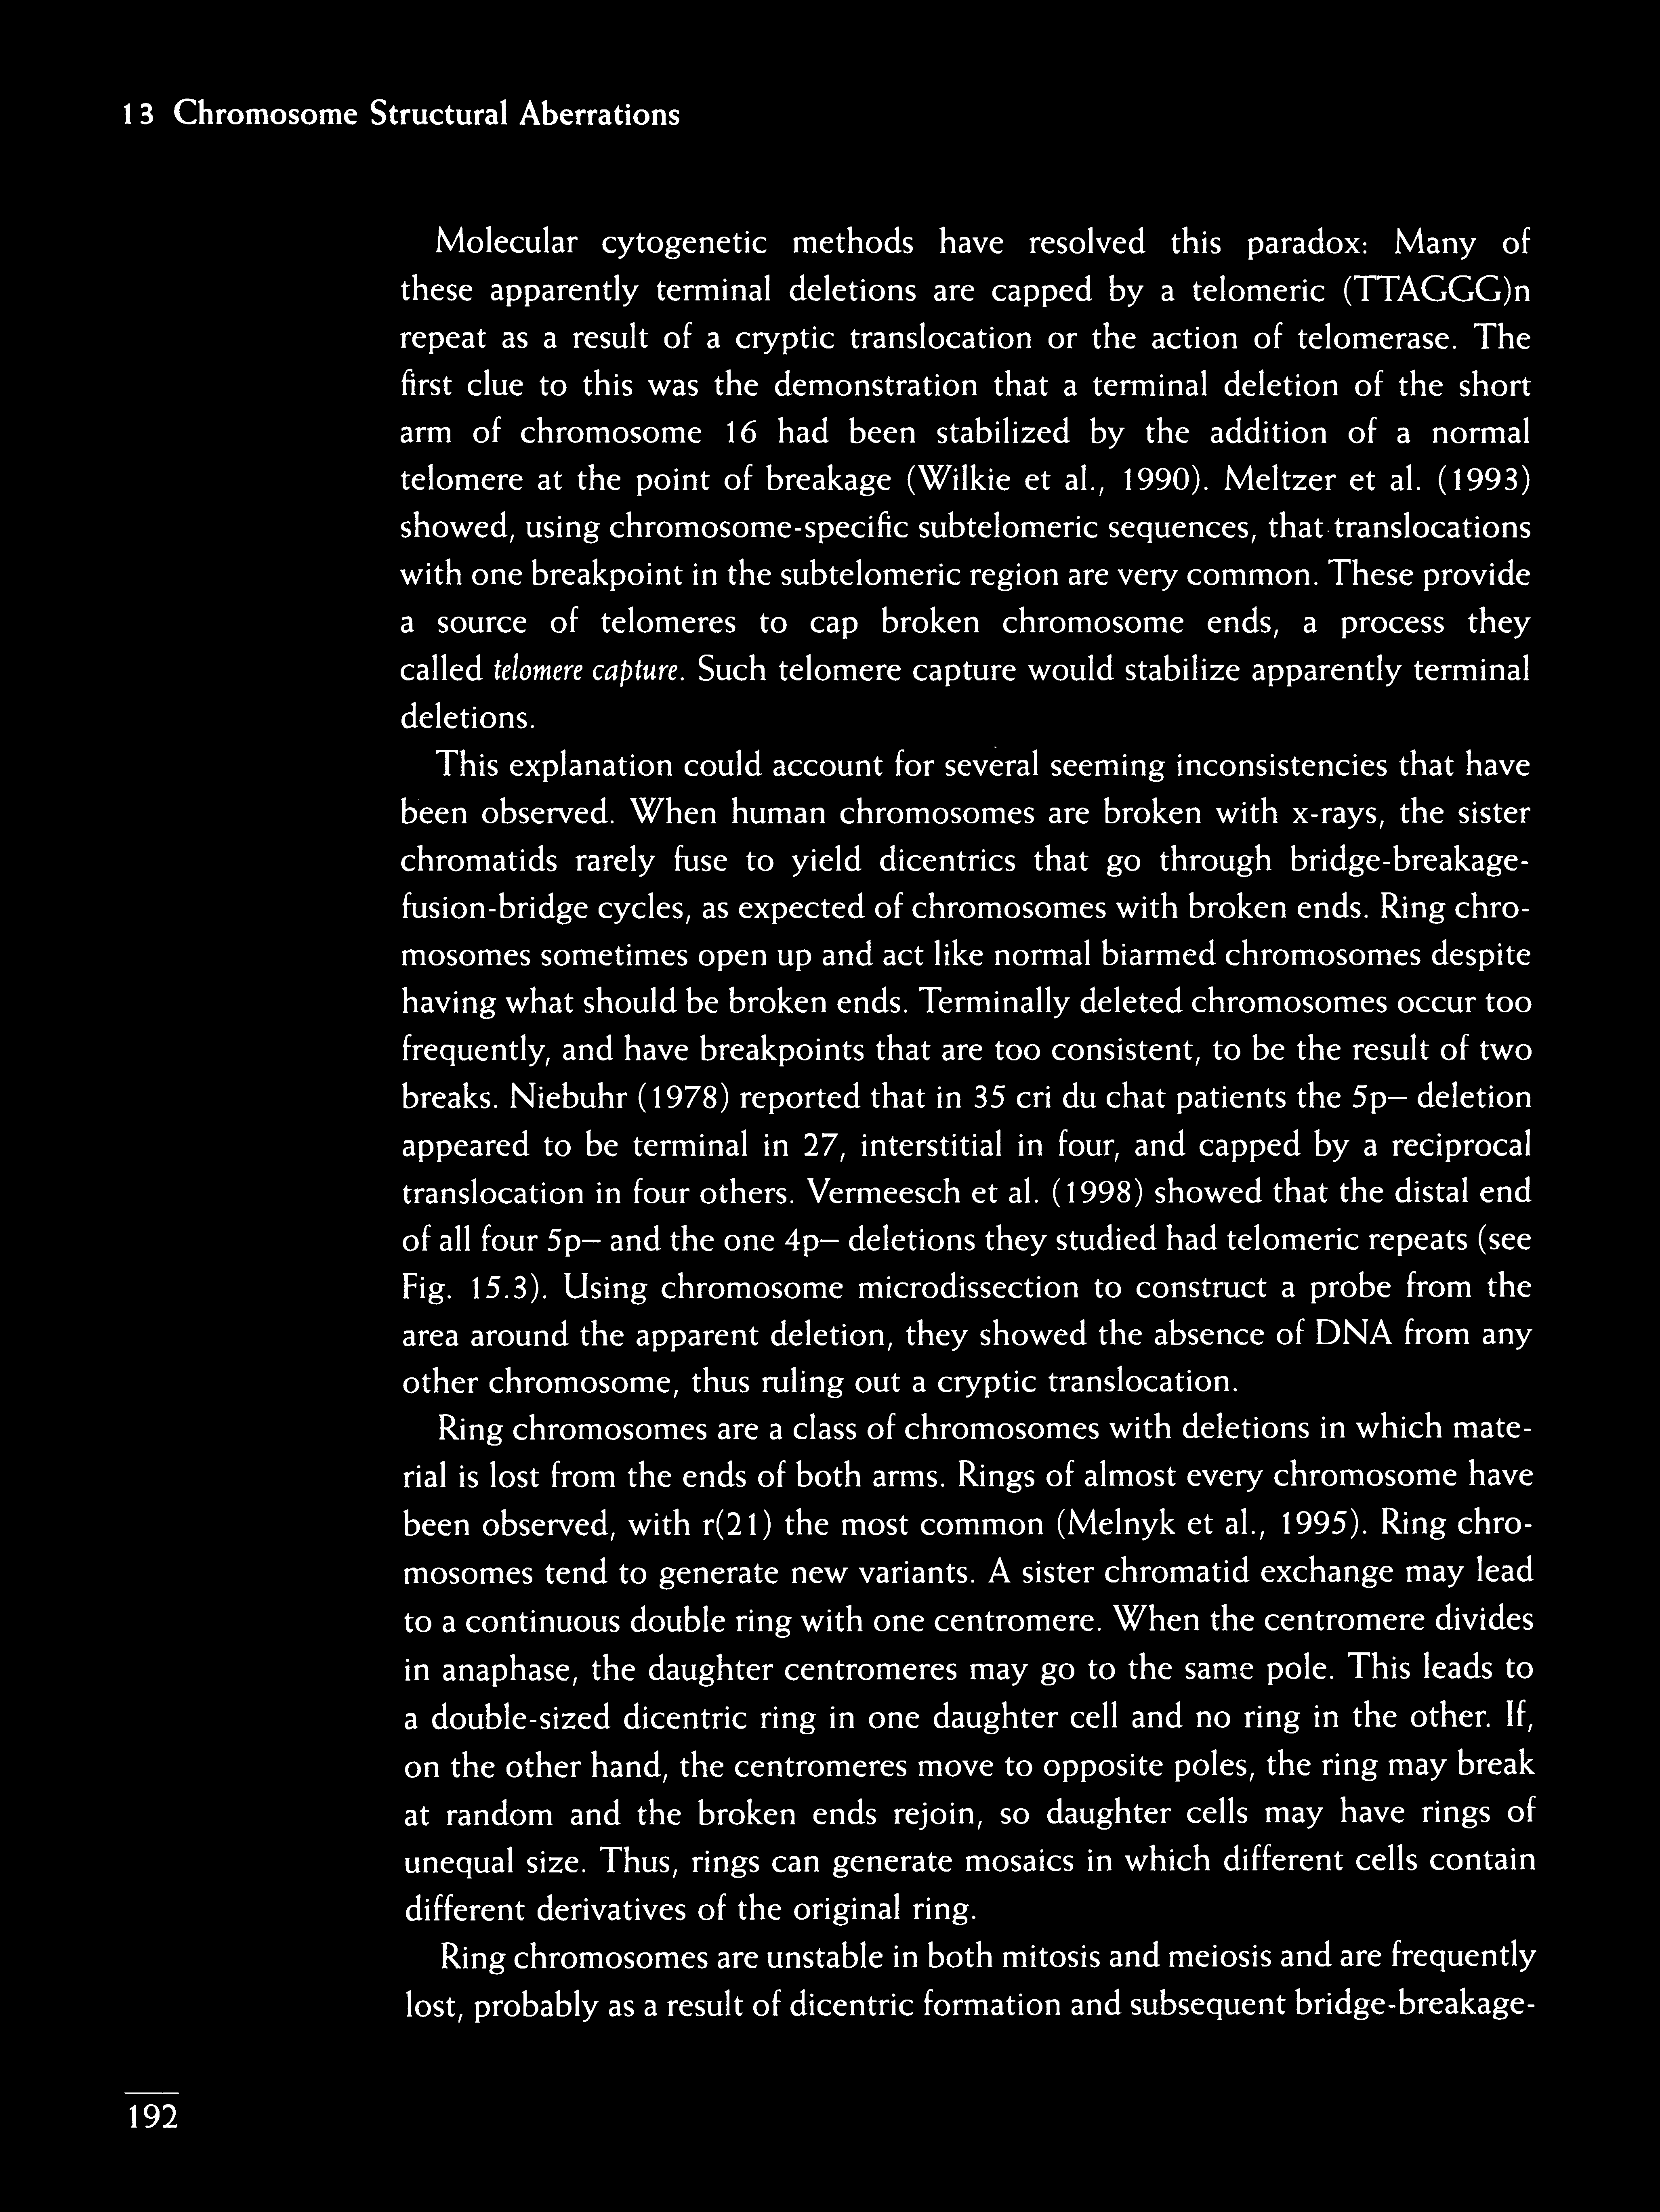 13 Chromosome Structural Aberrations
Molecular cytogenetic methods have resolved this paradox: Many of
these apparently terminal deletions are capped by a telomeric (TTAGGG)n
repeat as a result of a cryptic translocation or the action of telomerase. The
first clue to this was the demonstration that a terminal deletion of the short
arm of chromosome 16 had been stabilized by the addition of a normal
telomere at the point of breakage (Wilkie et al., 1990). Meltzer et al. (1993)
showed, using chromosome-specific subtelomeric sequences, that translocations
with one breakpoint in the subtelomeric region are very common. These provide
a source of telomeres to cap broken chromosome ends, a process they
called telomere capture. Such telomere capture would stabilize apparently terminal
deletions.
This explanation could account for several seeming inconsistencies that have
been observed. When human chromosomes are broken with x-rays, the sister
chromatids rarely fuse to yield dicentrics that go through bridge-breakage-
fusion-bridge cycles, as expected of chromosomes with broken ends. Ring chro-
mosomes sometimes open up and act like normal biarmed chromosomes despite
having what should be broken ends. Terminally deleted chromosomes occur too
frequently, and have breakpoints that are too consistent, to be the result of two
breaks. Niebuhr (1978) reported that in 35 cri du chat patients the 5p– deletion
appeared to be terminal in 27, interstitial in four, and capped by a reciprocal
translocation in four others. Vermeesch et al. (1998) showed that the distal end
of all four 5p– and the one 4p– deletions they studied had telomeric repeats (see
Fig. 15.3). Using chromosome microdissection to construct a probe from the
area around the apparent deletion, they showed the absence of DNA from any
other chromosome, thus ruling out a cryptic translocation.
Ring chromosomes are a class of chromosomes with deletions in which mate-
rial is lost from the ends of both arms. Rings of almost every chromosome have
been observed, with r(21) the most common (Melnyk et al., 1995). Ring chro-
mosomes tend to generate new variants. A sister chromatid exchange may lead
to a continuous double ring with one centromere. When the centromere divides
in anaphase, the daughter centromeres may go to the same pole. This leads to
a double-sized dicentric ring in one daughter cell and no ring in the other. If,
on the other hand, the centromeres move to opposite poles, the ring may break
at random and the broken ends rejoin, so daughter cells may have rings of
unequal size. Thus, rings can generate mosaics in which different cells contain
different derivatives of the original ring.
Ring chromosomes are unstable in both mitosis and meiosis and are frequently
lost, probably as a result of dicentric formation and subsequent bridge-breakage-
192